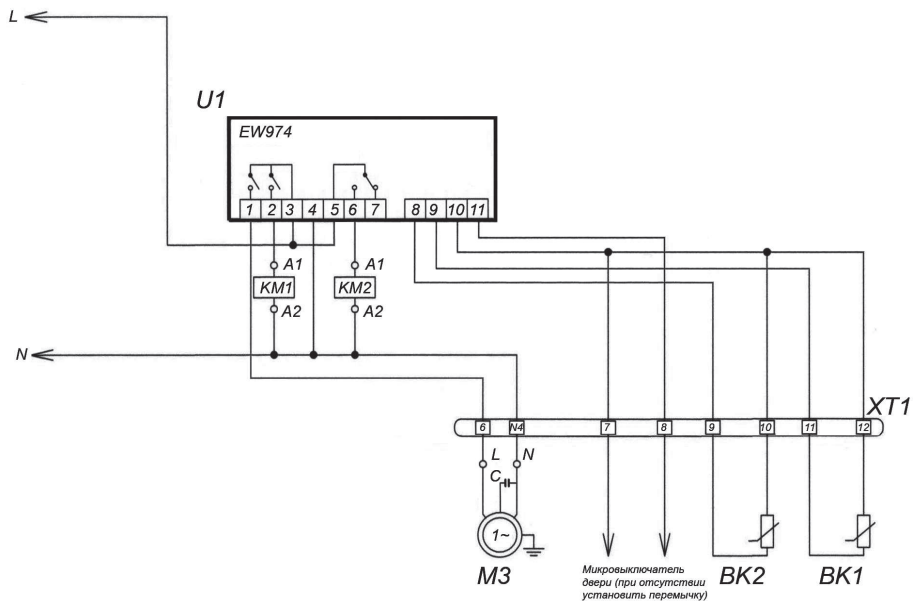 L
U1
EW974
1 2 3 4 5 6 7 8 9 10 11
A1 A1
KM1 KM2
A2 A2
N
XT1
6 N4 7 8 9 10 11 12
L N
C
1~
M3
Микровыключатель
двери (при отсутствии
установить перемычку)
BK2
BK1